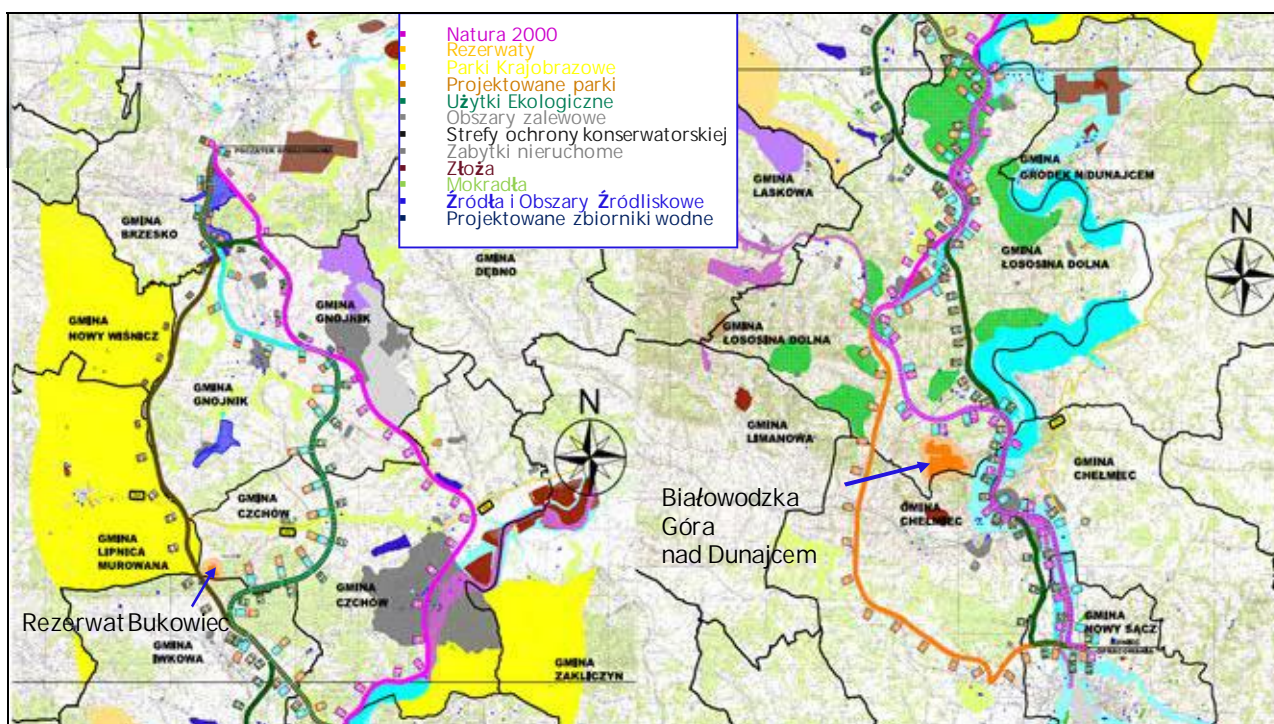 Natura 2000
Rezerwaty
Parki Krajobrazowe
Projektowane parki
Użytki Ekologiczne
Obszary zalewowe
Strefy ochrony konserwatorskiej
Zabytki nieruchome
Złoża
Mokradła
Źródła i Obszary Źródliskowe
Projektowane zbiorniki wodne
GMINA
BRZESKO
GMINA
DĘBNO
GMINA
GNOJNIK
GMINA
NOWY WIŚNICZ
GMINA
GNOJNIK
N
GMINA
CZCHÓW
GMINA
LIPNICA
MUROWANA
GMINA
CZCHÓW
Rezerwat Bukowiec
GMINA
IWKOWA
GMINA
ZAKLICZYN
GMINA
LASKOWA
GMINA
GRÓDEK N/DUNAJCEM
N
GMINA
ŁOSOSINA DOLNA
GMINA
ŁOSOSINA DOLNA
GMINA
LIMANOWA
GMINA
CHEŁMIEC
Białowodzka
Góra
nad Dunajcem
GMINA
CHEŁMIEC
GMINA
NOWY SĄCZ